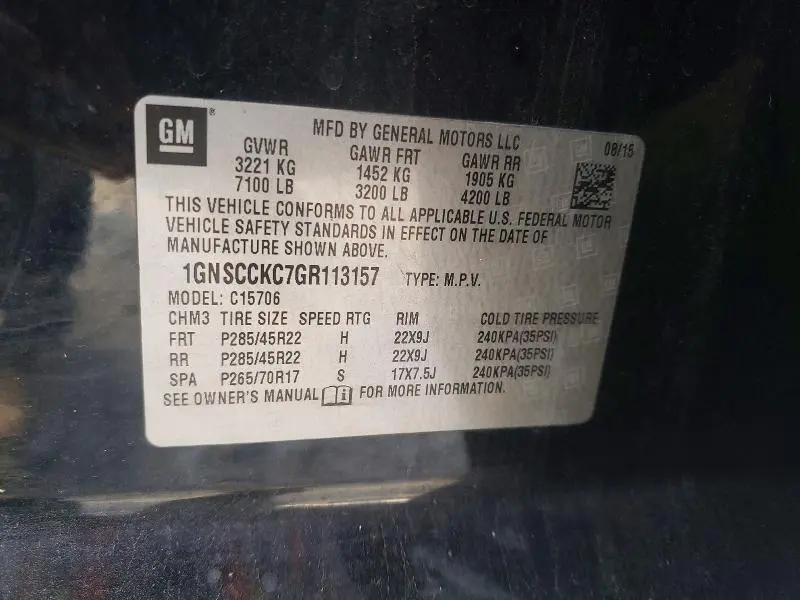 GM®
MFD BY GENERAL MOTORS LLC
08/15
GVWR GAWR FRT GAWR RR
3221 KG 1452 KG 1905 KG
7100 LB 3200 LB 4200 LB
THIS VEHICLE CONFORMS TO ALL APPLICABLE U.S. FEDERAL MOTOR
VEHICLE SAFETY STANDARDS IN EFFECT ON THE DATE OF
MANUFACTURE SHOWN ABOVE.
1GNSCCKC7GR113157 TYPE: M.P.V.
MODEL: C15706
CHM3 TIRE SIZE SPEED RTG RIM COLD TIRE PRESSURE
FRT P285/45R22 H 22X9J 240KPA(35PSI)
RR P285/45R22 H 22X9J 240KPA(35PSI)
SPA P265/70R17 S 17X7.5J 240KPA(35PSI)
SEE OWNER'S MANUAL i FOR MORE INFORMATION.